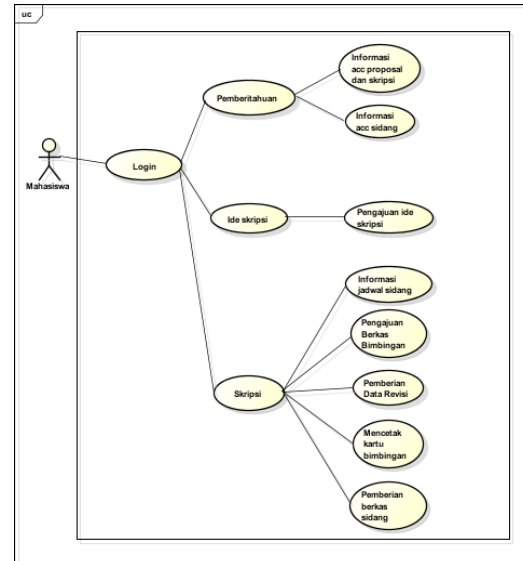 uc
Informasi
acc proposal
dan skripsi
Pemberitahuan
Informasi
acc sidang
Login
Mahasiswa
Ide skripsi
Pengajuan ide
skripsi
Informasi
jadwal sidang
Pengajuan
Berkas
Bimbingan
Skripsi
Pemberian
Data Revisi
Mencetak
kartu
bimbingan
Pemberian
berkas
sidang